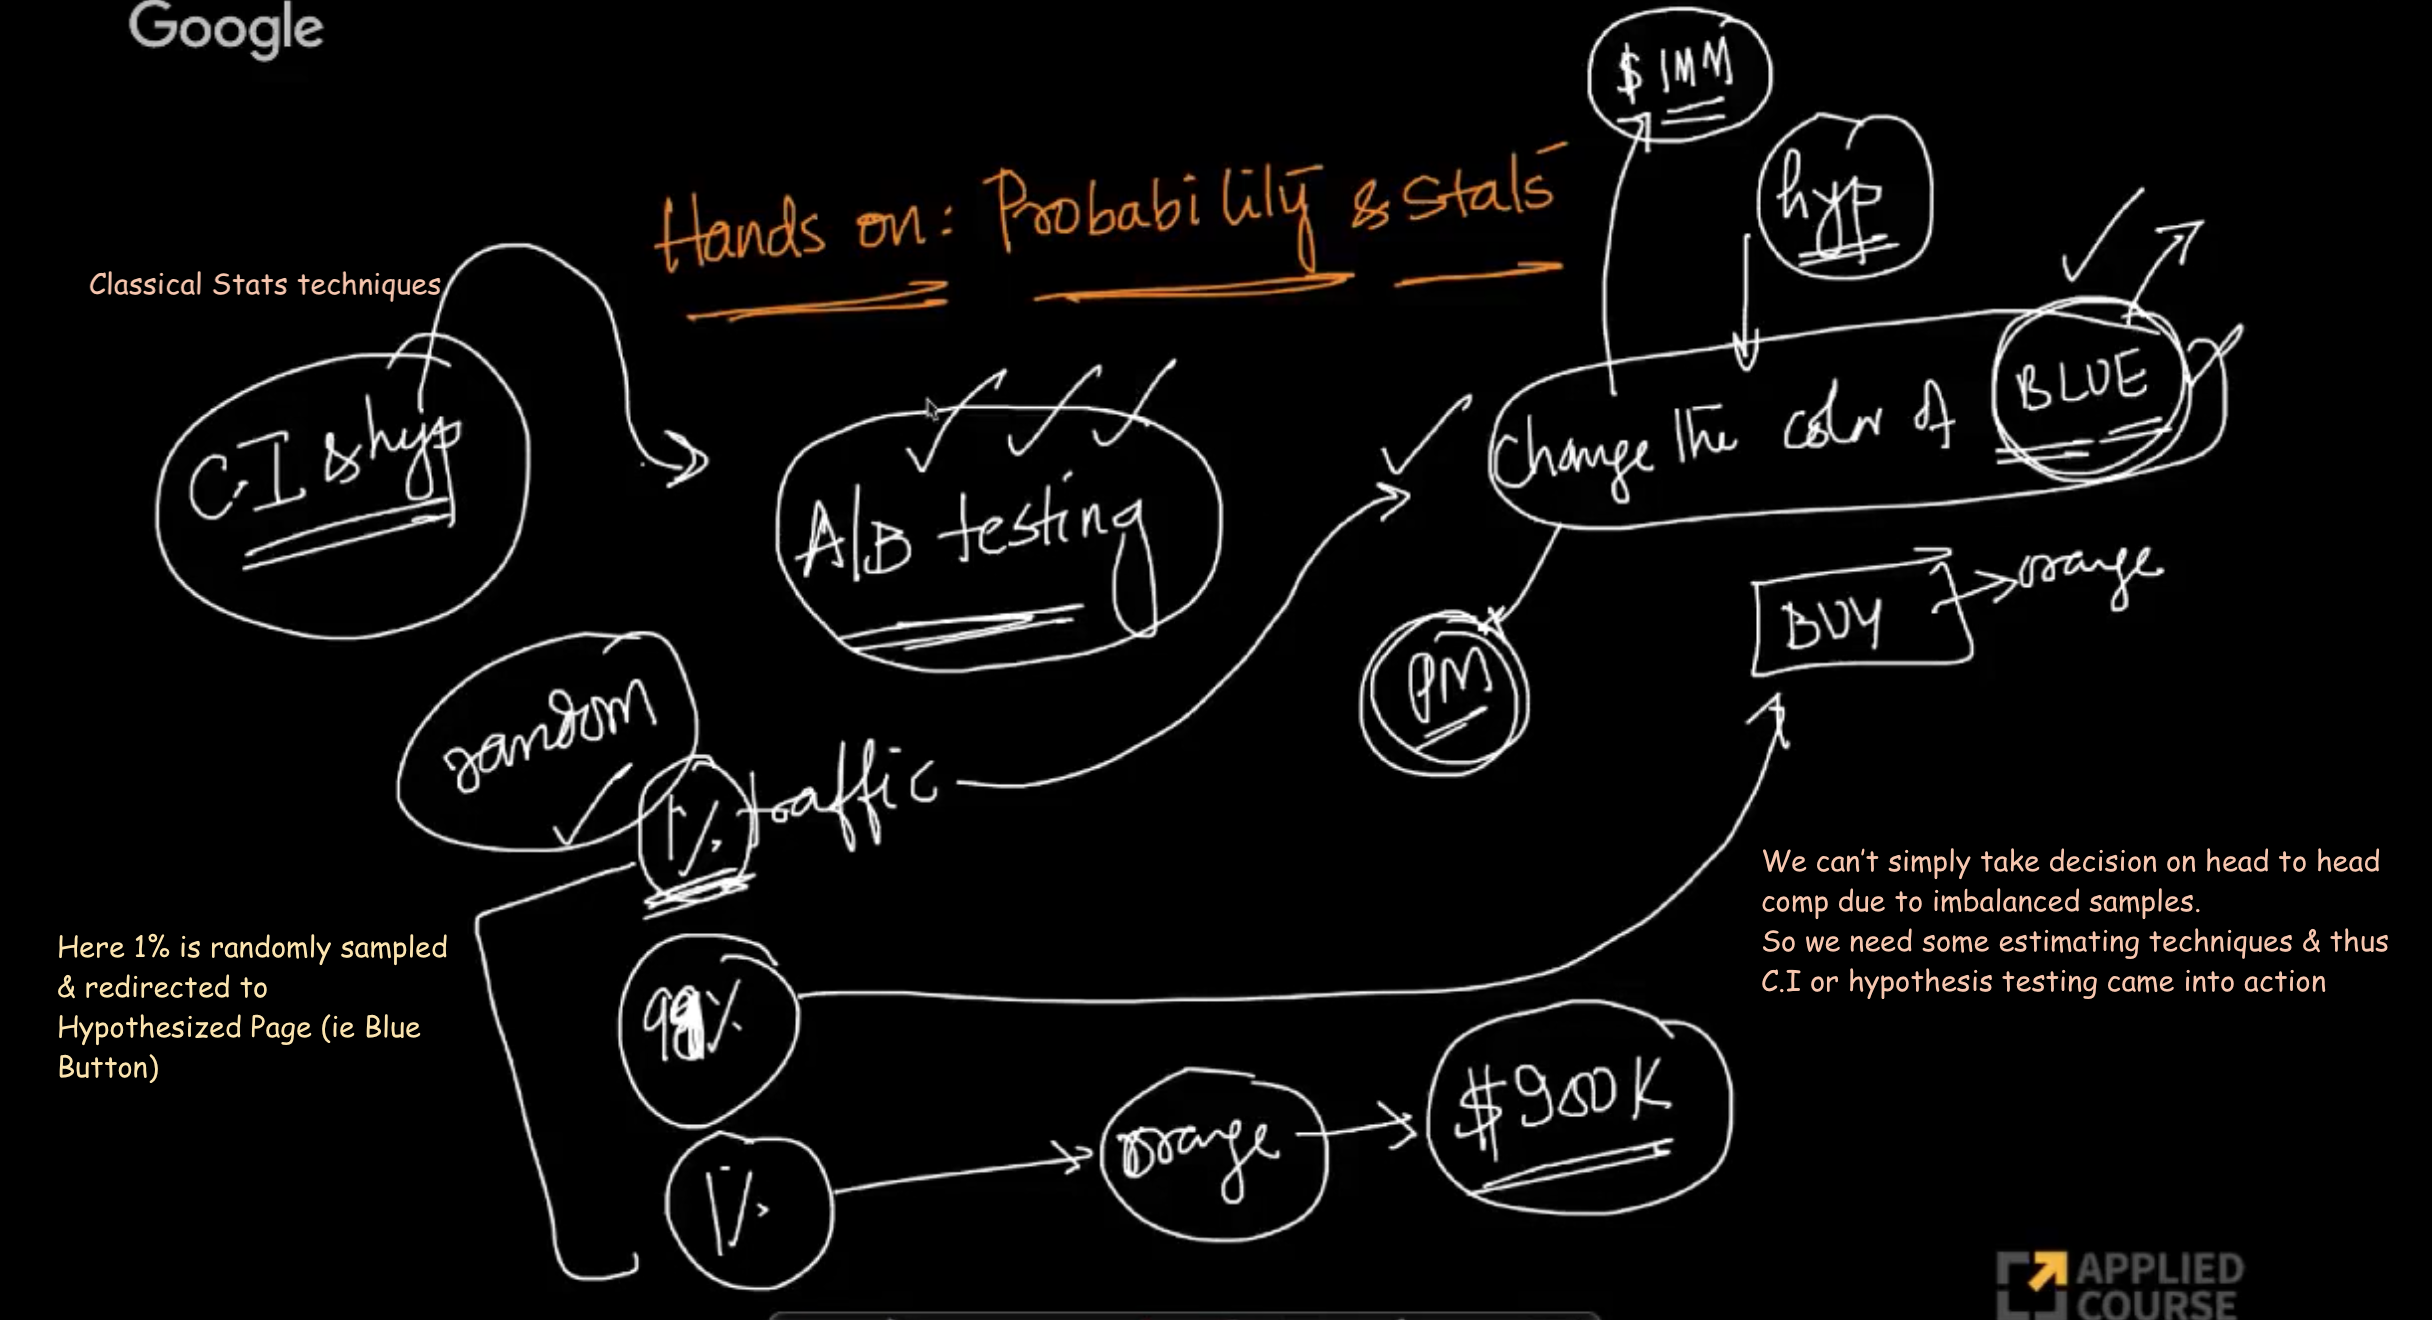 Google
$ 1MM
hyp
Hands on: Probability & Stats
Classical Stats techniques
C.I & hyp
A/B testing
Change the color of BLUE
BUY
orange
PM
random
1% traffic
We can't simply take decision on head to head
comp due to imbalanced samples.
So we need some estimating techniques & thus
C.I or hypothesis testing came into action
Here 1% is randomly sampled
& redirected to
Hypothesized Page (ie Blue
Button)
98%
1%
orange
$900K
APPLIED
COURSE